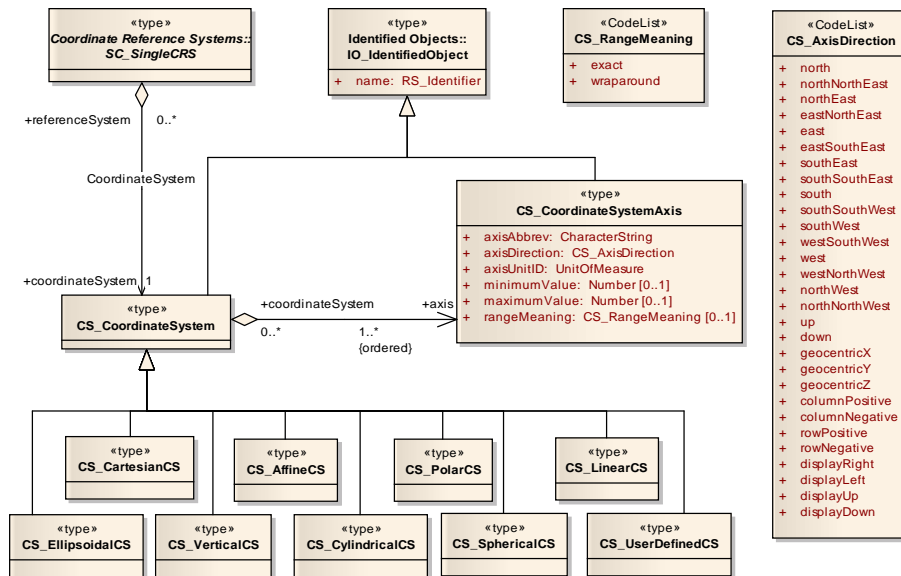 «type»
Coordinate Reference Systems::
SC_SingleCRS
«type»
Identified Objects::
IO_IdentifiedObject
+ name: RS_Identifier
«CodeList»
CS_RangeMeaning
+ exact
+ wraparound
«CodeList»
CS_AxisDirection
+ north
+ northNorthEast
+ northEast
+ eastNorthEast
+ east
+ eastSouthEast
+ southEast
+ southSouthEast
+ south
+ southSouthWest
+ southWest
+ westSouthWest
+ west
+ westNorthWest
+ northWest
+ northNorthWest
+ up
+ down
+ geocentricX
+ geocentricY
+ geocentricZ
+ columnPositive
+ columnNegative
+ rowPositive
+ rowNegative
+ displayRight
+ displayLeft
+ displayUp
+ displayDown
+referenceSystem 0..*
CoordinateSystem
+coordinateSystem 1
«type»
CS_CoordinateSystemAxis
+ axisAbbrev: CharacterString
+ axisDirection: CS_AxisDirection
+ axisUnitID: UnitOfMeasure
+ minimumValue: Number [0..1]
+ maximumValue: Number [0..1]
+ rangeMeaning: CS_RangeMeaning [0..1]
«type»
CS_CoordinateSystem
+coordinateSystem +axis
0..* 1..*
{ordered}
«type»
CS_CartesianCS
«type»
CS_AffineCS
«type»
CS_PolarCS
«type»
CS_LinearCS
«type»
CS_EllipsoidalCS
«type»
CS_VerticalCS
«type»
CS_CylindricalCS
«type»
CS_SphericalCS
«type»
CS_UserDefinedCS